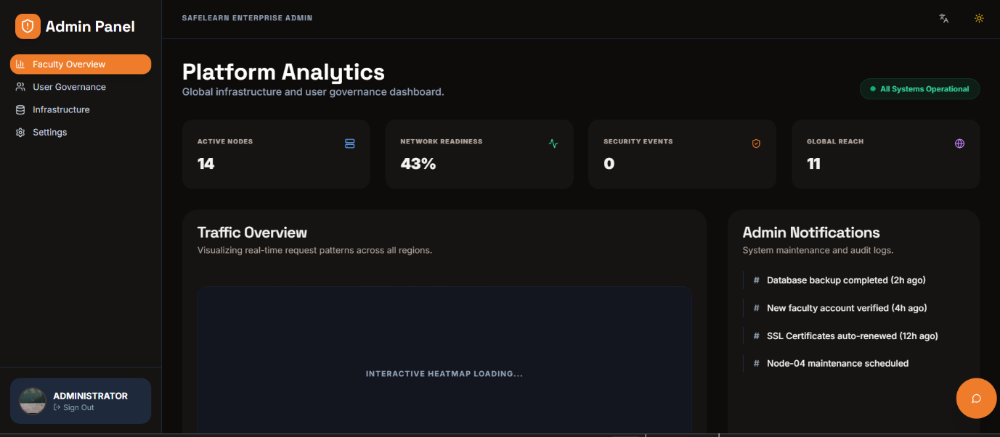 Admin Panel
SAFELEARN ENTERPRISE ADMIN
Faculty Overview
User Governance
Infrastructure
Settings
Platform Analytics
Global infrastructure and user governance dashboard.
All Systems Operational
ACTIVE NODES
14
NETWORK READINESS
43%
SECURITY EVENTS
0
GLOBAL REACH
11
Traffic Overview
Visualizing real-time request patterns across all regions.
INTERACTIVE HEATMAP LOADING...
Admin Notifications
System maintenance and audit logs.
# Database backup completed (2h ago)
# New faculty account verified (4h ago)
# SSL Certificates auto-renewed (12h ago)
# Node-04 maintenance scheduled
ADMINISTRATOR
Sign Out